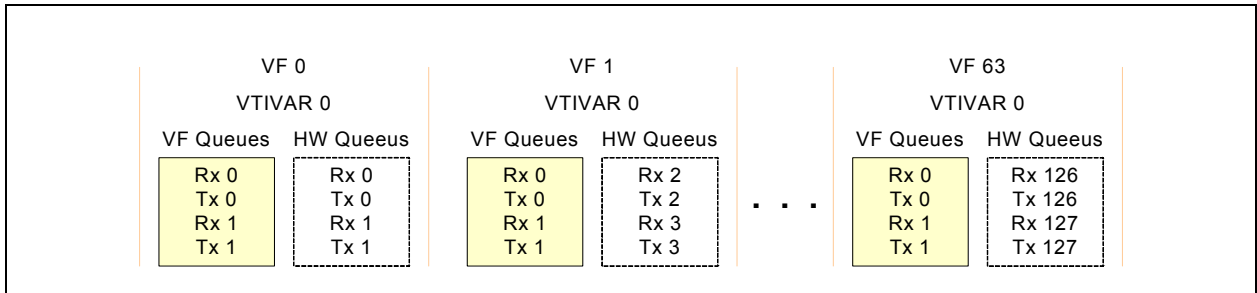 VF 0
VTIVAR 0
VF Queues HW Queeus
Rx 0 Rx 0
Tx 0 Tx 0
Rx 1 Rx 1
Tx 1 Tx 1
VF 1
VTIVAR 0
VF Queues HW Queeus
Rx 0 Rx 2
Tx 0 Tx 2
Rx 1 Rx 3
Tx 1 Tx 3
. . .
VF 63
VTIVAR 0
VF Queues HW Queeus
Rx 0 Rx 126
Tx 0 Tx 126
Rx 1 Rx 127
Tx 1 Tx 127